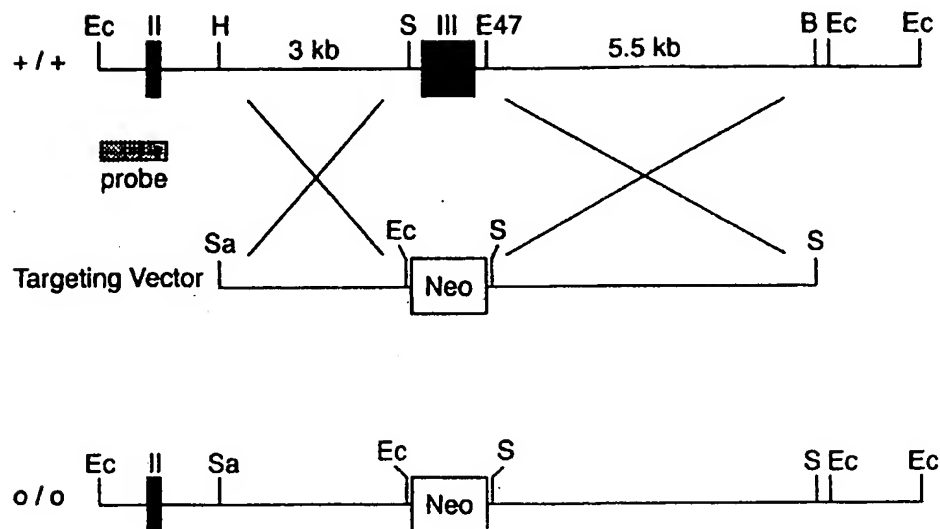 Ec II H 3 kb S III E47 5.5 kb B Ec Ec
+ / +
probe
Sa Ec S S
Targeting Vector Neo
Ec II Sa Ec S S Ec Ec
o / o Neo